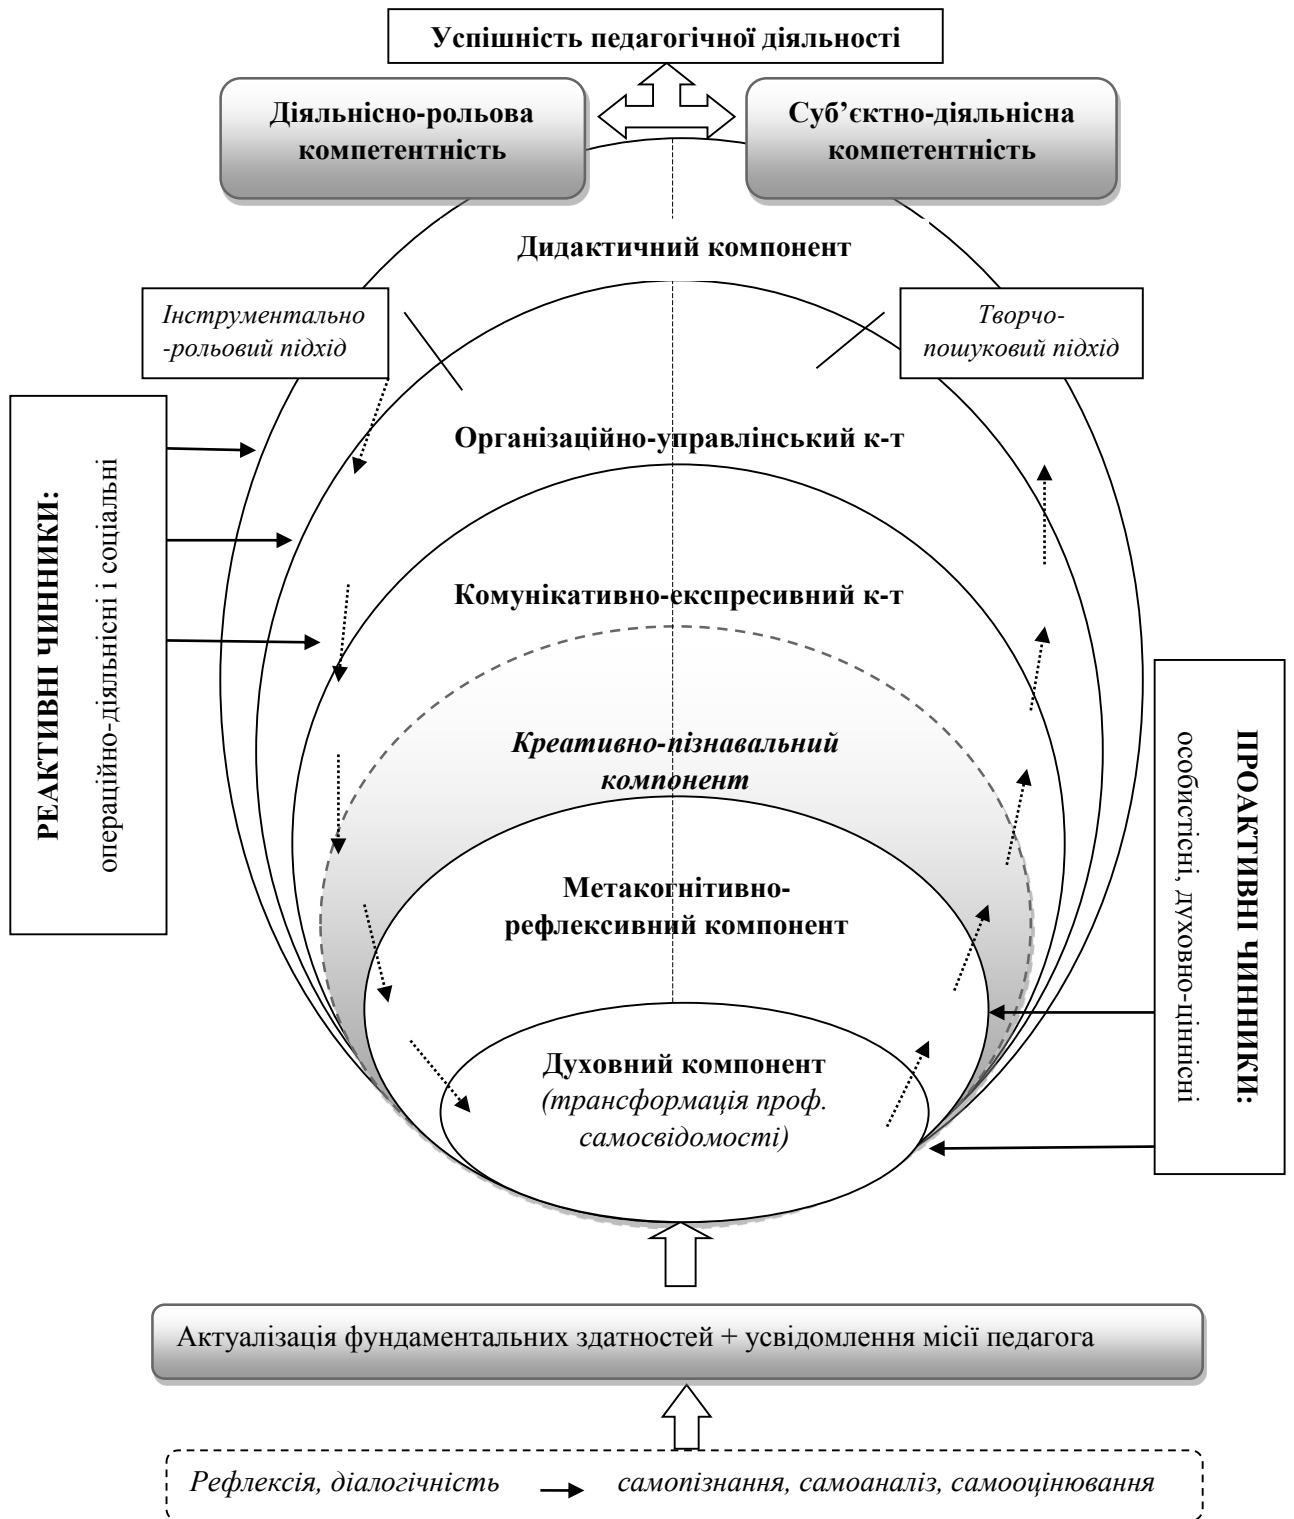 Успішність педагогічної діяльності
Діяльнісно-рольова
компетентність
Суб’єктно-діяльнісна
компетентність
Дидактичний компонент
Інструментально
-рольовий підхід
Творчо-
пошуковий підхід
Організаційно-управлінський к-т
РЕАКТИВНІ ЧИННИКИ:
операційно-діяльнісні і соціальні
Комунікативно-експресивний к-т
Креативно-пізнавальний
компонент
ПРОАКТИВНІ ЧИННИКИ:
особистісні, духовно-ціннісні
Метакогнітивно-
рефлексивний компонент
Духовний компонент
(трансформація проф.
самосвідомості)
Актуалізація фундаментальних здатностей + усвідомлення місії педагога
Рефлексія, діалогічність самопізнання, самоаналіз, самооцінювання